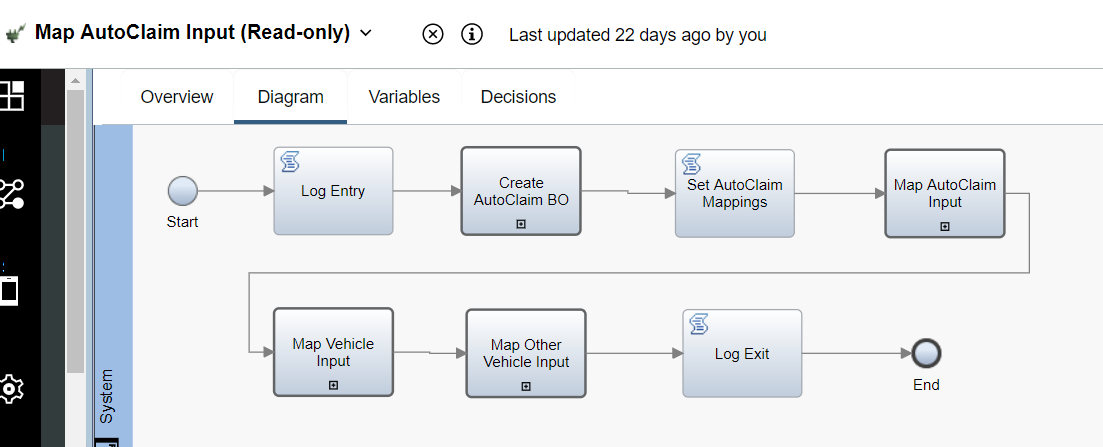 Map AutoClaim Input (Read-only)
Last updated 22 days ago by you
Overview
Diagram
Variables
Decisions
System
Start
Log Entry
Create
AutoClaim BO
Set AutoClaim
Mappings
Map AutoClaim
Input
Map Vehicle
Input
Map Other
Vehicle Input
Log Exit
End